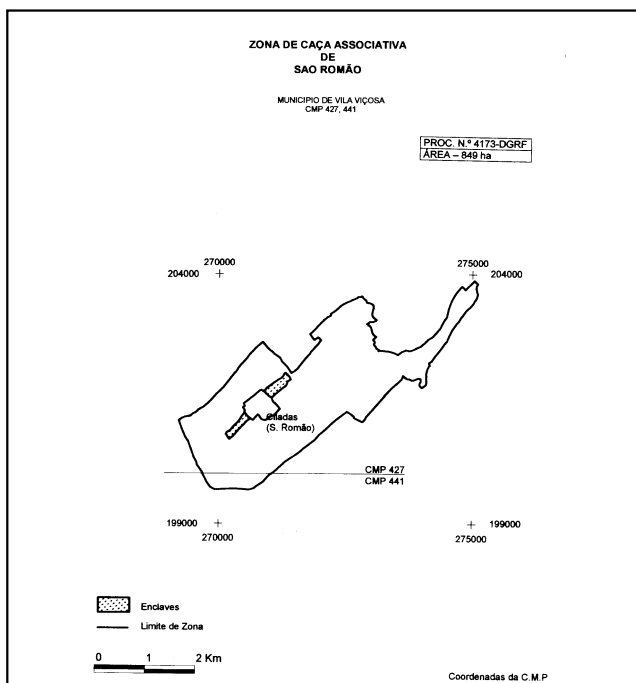 ZONA DE CAÇA ASSOCIATIVA
DE
SAO ROMÃO
MUNICIPIO DE VILA VIÇOSA
CMP 427, 441
PROC. N.º 4173-DGRF
ÁREA – 849 ha
270000
204000
275000
204000
Ciladas
(S. Romão)
CMP 427
CMP 441
199000
270000
199000
275000
Enclaves
Limite de Zona
0 1 2 Km
Coordenadas da C.M.P